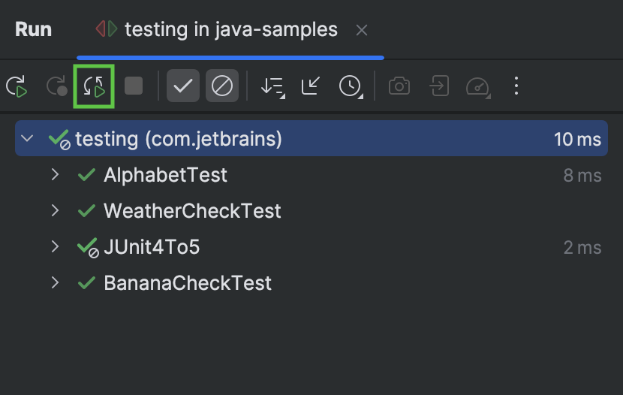 Run testing in java-samples
testing (com.jetbrains) 10 ms
AlphabetTest 8 ms
WeatherCheckTest
JUnit4To5 2 ms
BananaCheckTest